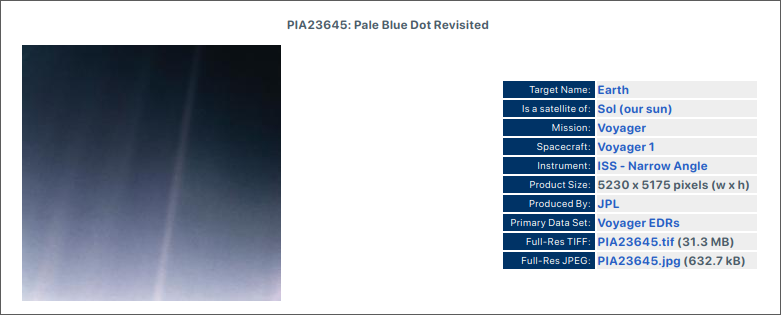 PIA23645: Pale Blue Dot Revisited
Target Name: Earth
Is a satellite of: Sol (our sun)
Mission: Voyager
Spacecraft: Voyager 1
Instrument: ISS - Narrow Angle
Product Size: 5230 x 5175 pixels (w x h)
Produced By: JPL
Primary Data Set: Voyager EDRs
Full-Res TIFF: PIA23645.tif (31.3 MB)
Full-Res JPEG: PIA23645.jpg (632.7 kB)